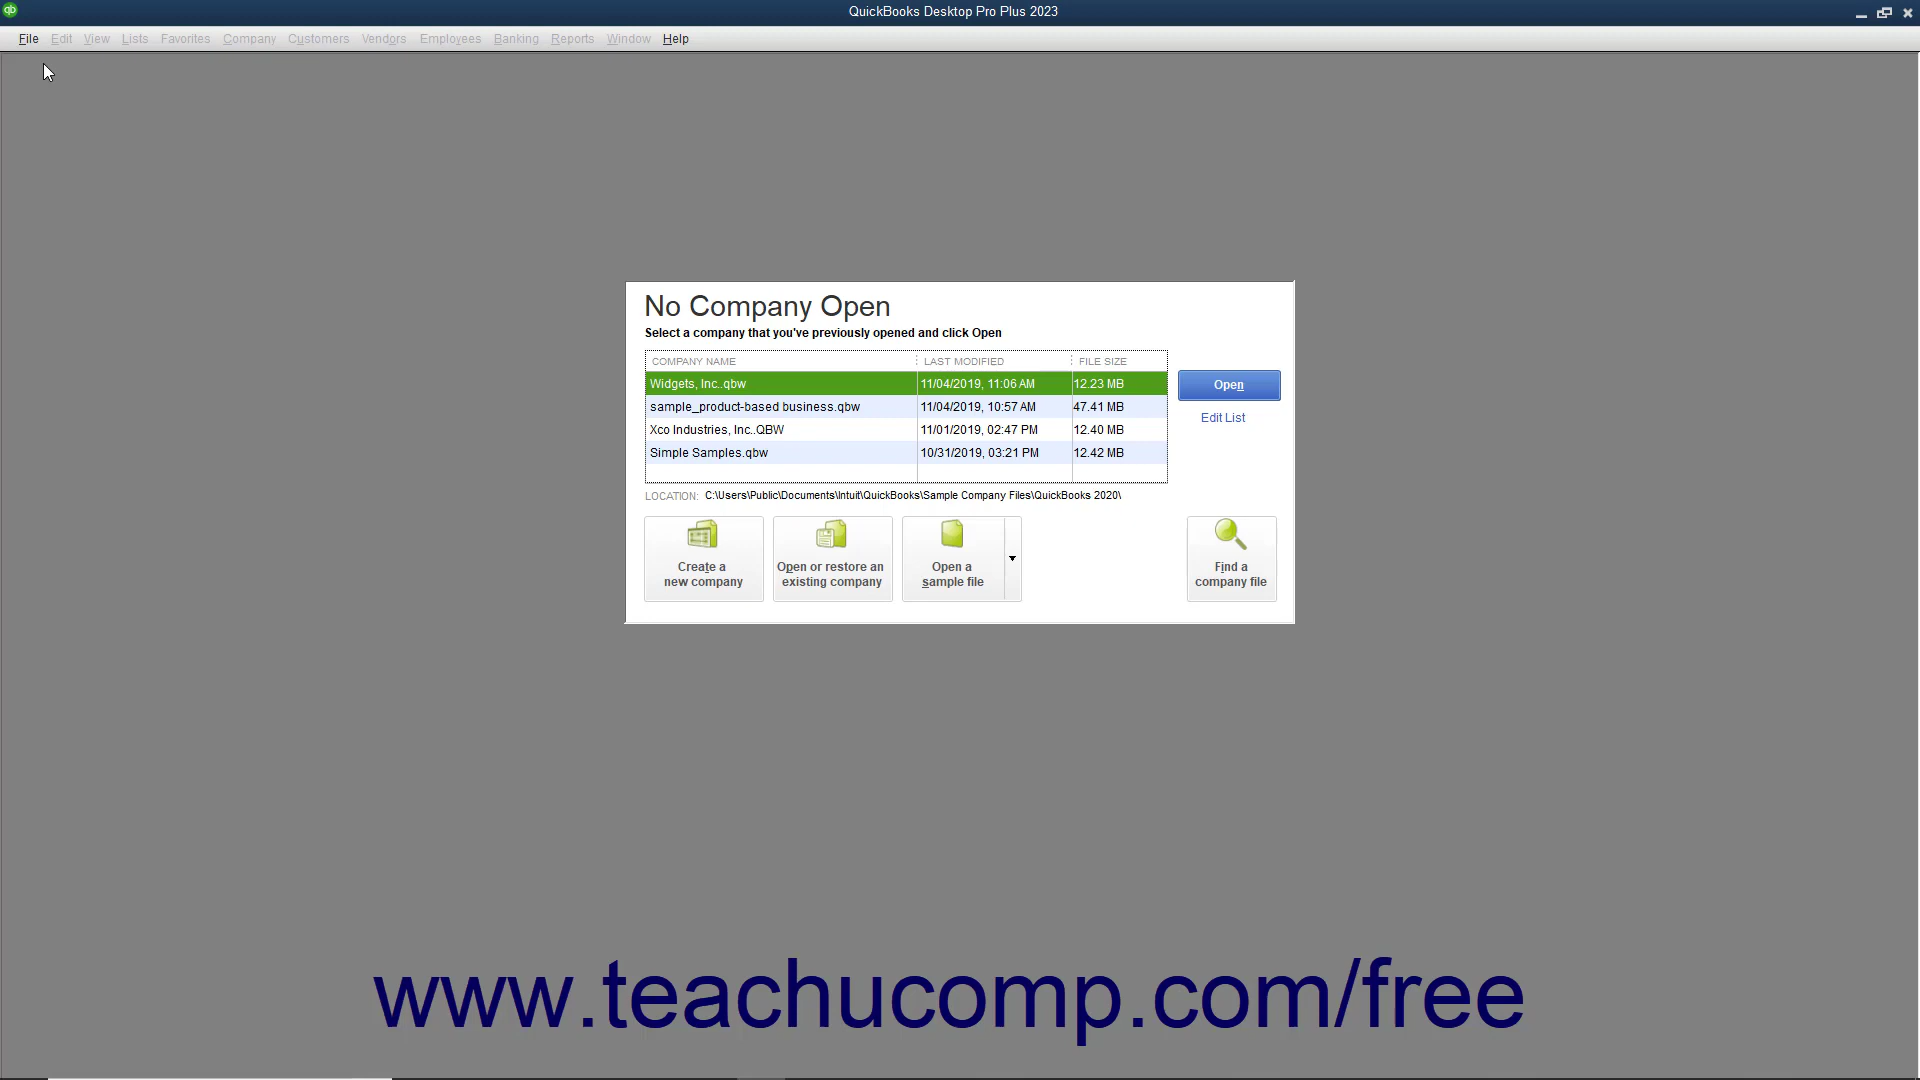 qb QuickBooks Desktop Pro Plus 2023
File Edit View Lists Favorites Company Customers Vendors Employees Banking Reports Window Help
No Company Open
Select a company that you've previously opened and click Open
COMPANY NAME LAST MODIFIED FILE SIZE
Widgets, Inc..qbw 11/04/2019, 11:06 AM 12.23 MB
Open
sample_product-based business.qbw 11/04/2019, 10:57 AM 47.41 MB
Edit List
Xco Industries, Inc..QBW 11/01/2019, 02:47 PM 12.40 MB
Simple Samples.qbw 10/31/2019, 03:21 PM 12.42 MB
LOCATION: C:\Users\Public\Documents\Intuit\QuickBooks\Sample Company Files\QuickBooks 2020\
Create a
new company
Open or restore an
existing company
Open a
sample file
Find a
company file
www.teachucomp.com/free